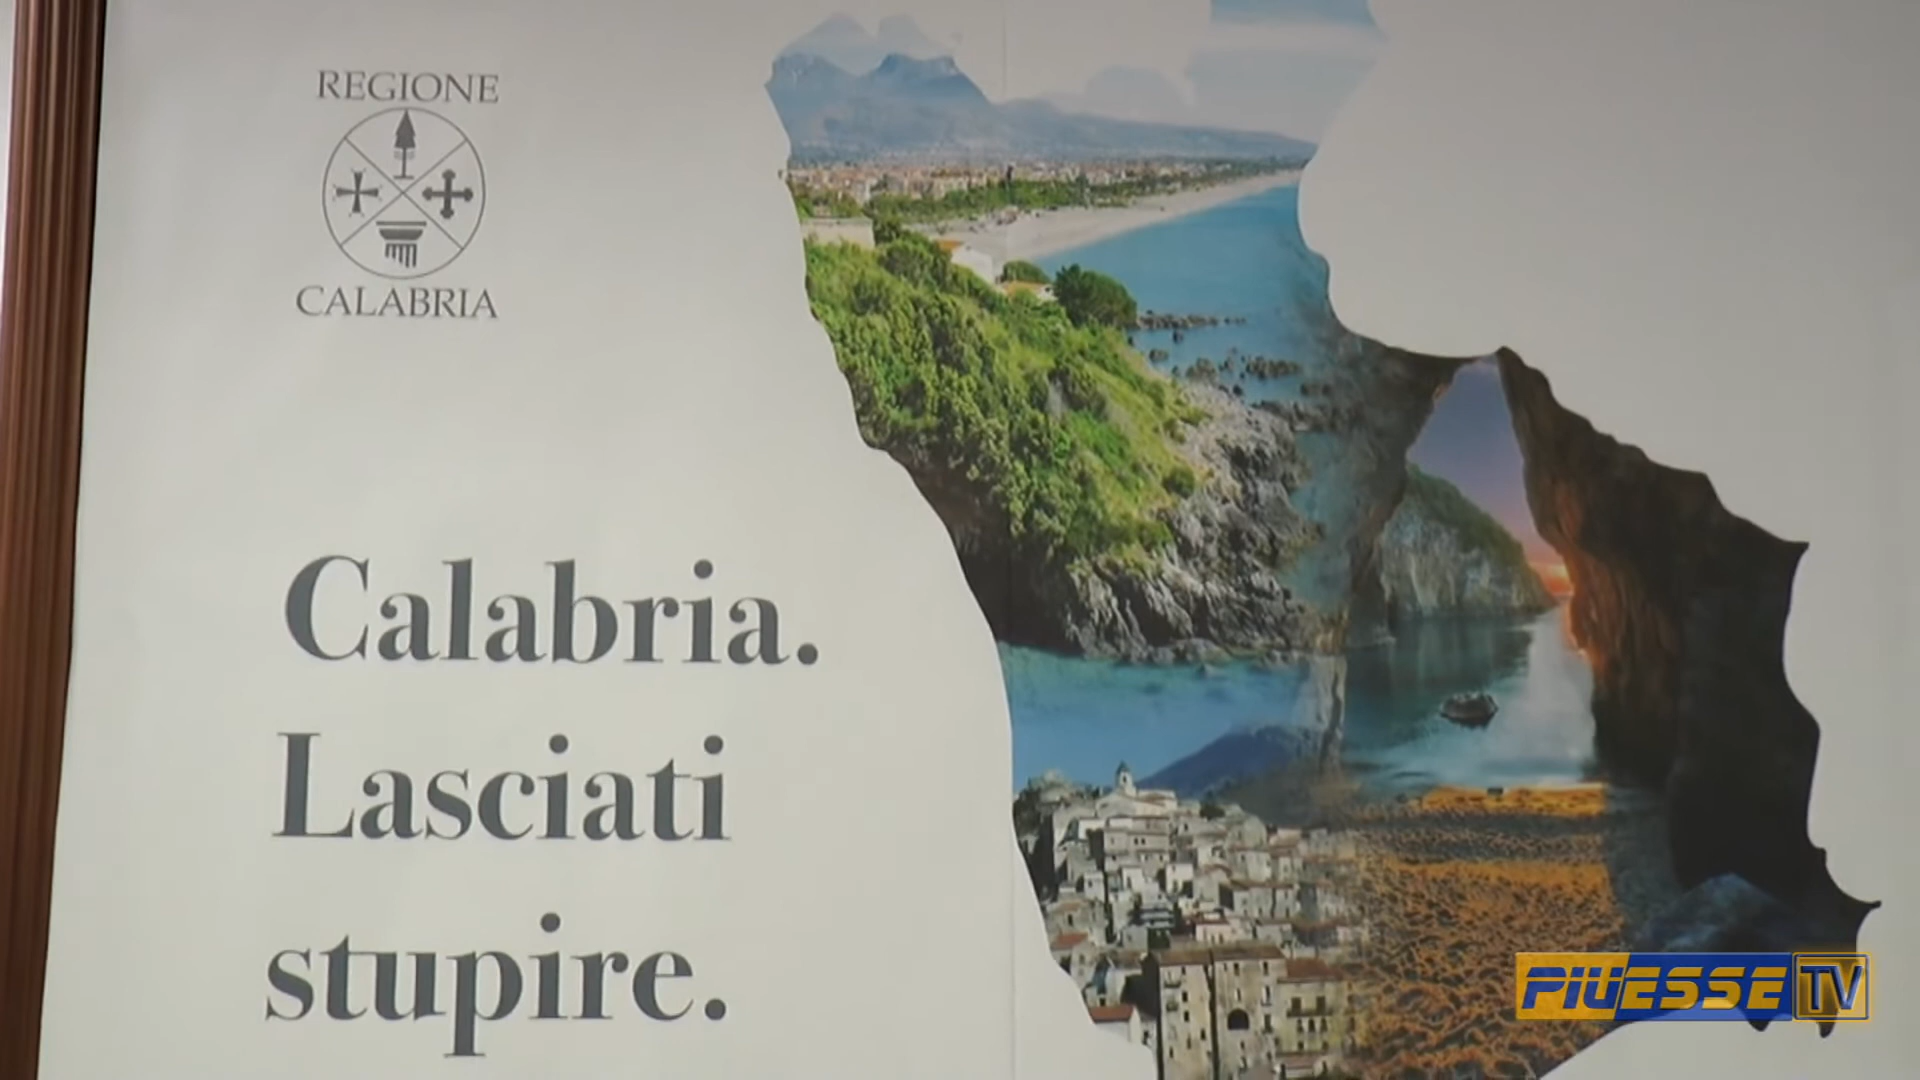 REGIONE
CALABRIA
Calabria.
Lasciati
stupire.
PIUESSE TV